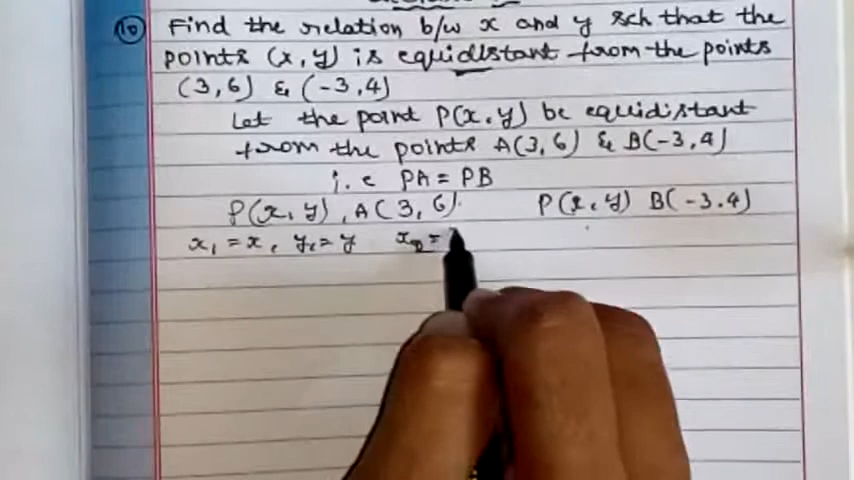 10 Find the relation b/w x and y sch that the
points (x, y) is equidistant from the points
(3, 6) & (-3, 4)
Let the point P(x, y) be equidistant
from the points A(3, 6) & B(-3, 4)
i.e PA = PB
P(x, y), A(3, 6). P(x, y) B(-3.4)
x₁ = x, y₁ = y x₂ =